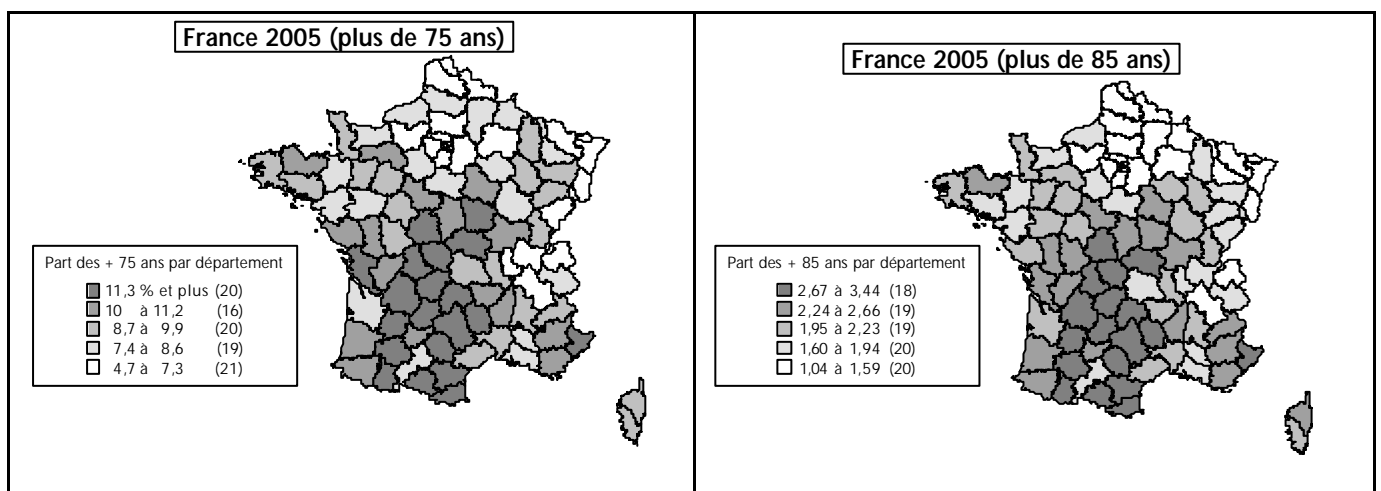 France 2005 (plus de 75 ans)
Part des + 75 ans par département
11,3 % et plus (20)
10 à 11,2 (16)
8,7 à 9,9 (20)
7,4 à 8,6 (19)
4,7 à 7,3 (21)
France 2005 (plus de 85 ans)
Part des + 85 ans par département
2,67 à 3,44 (18)
2,24 à 2,66 (19)
1,95 à 2,23 (19)
1,60 à 1,94 (20)
1,04 à 1,59 (20)